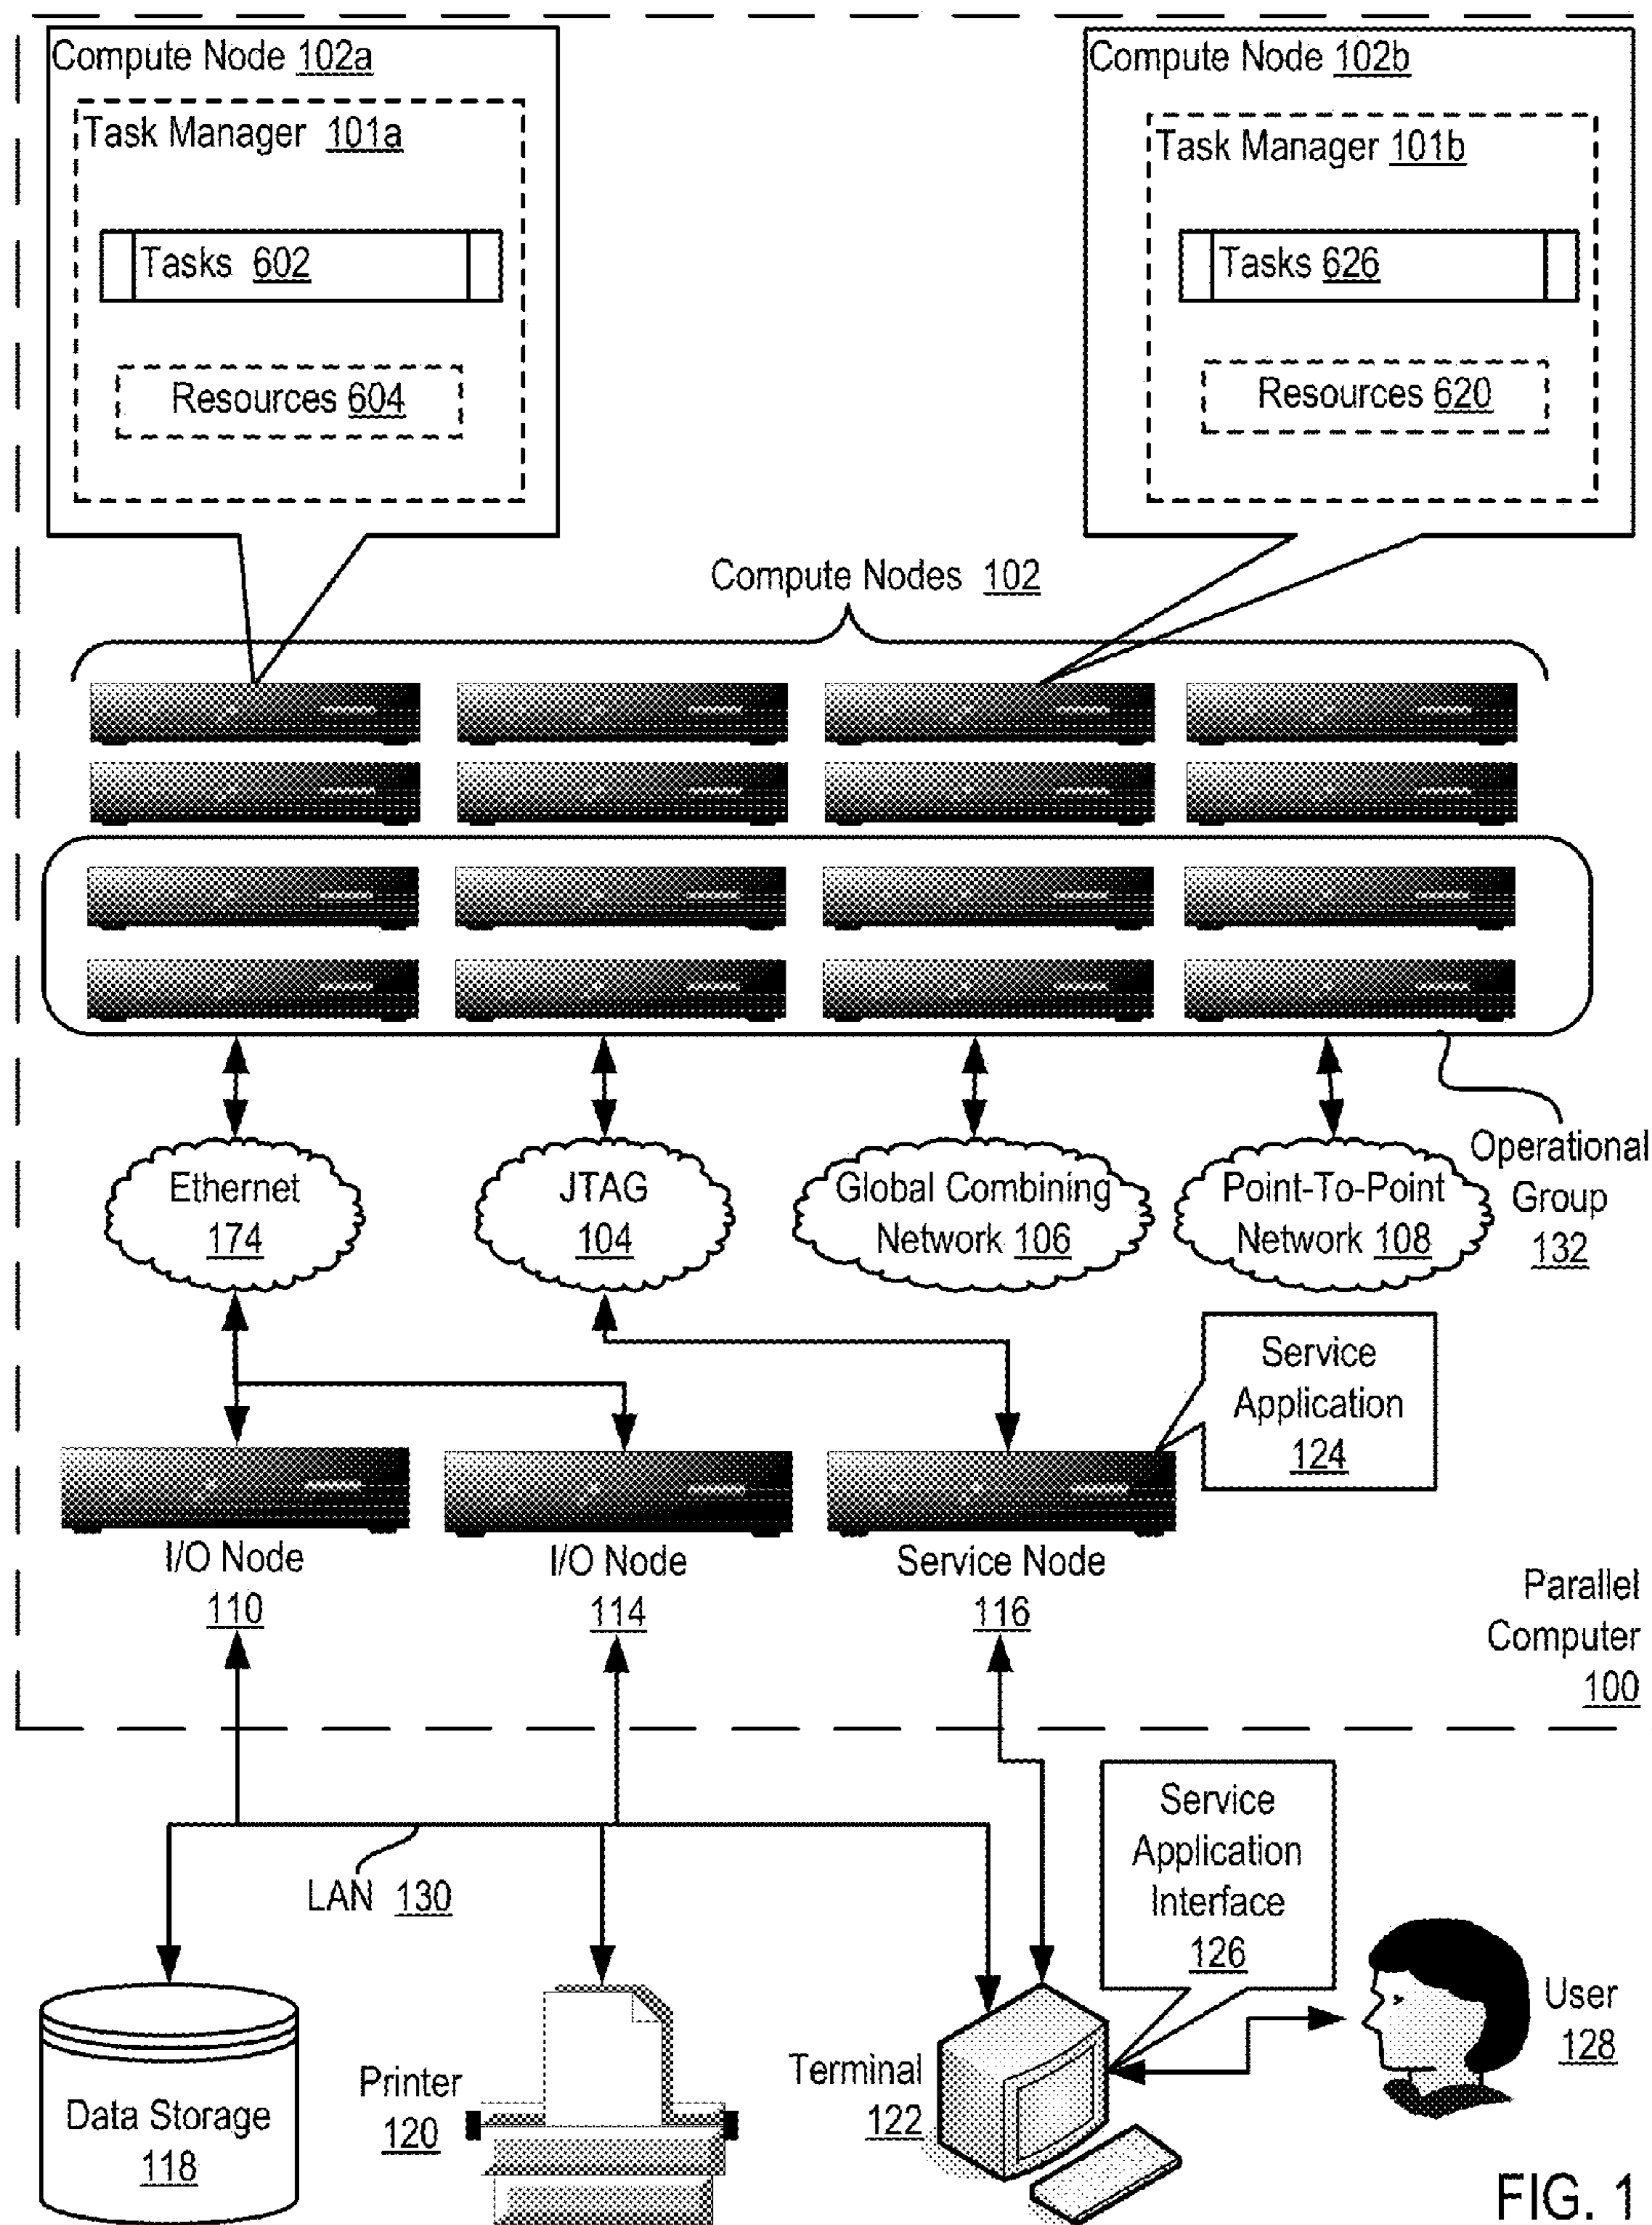 Compute Node 102a
Task Manager 101a
Tasks 602
Resources 604
Compute Node 102b
Task Manager 101b
Tasks 626
Resources 620
Compute Nodes 102
Ethernet
174
JTAG
104
Global Combining
Network 106
Point-To-Point
Network 108
Operational
Group
132
Service
Application
124
I/O Node
110
I/O Node
114
Service Node
116
Parallel
Computer
100
LAN 130
Service
Application
Interface
126
Data Storage
118
Printer
120
Terminal
122
User
128
FIG. 1